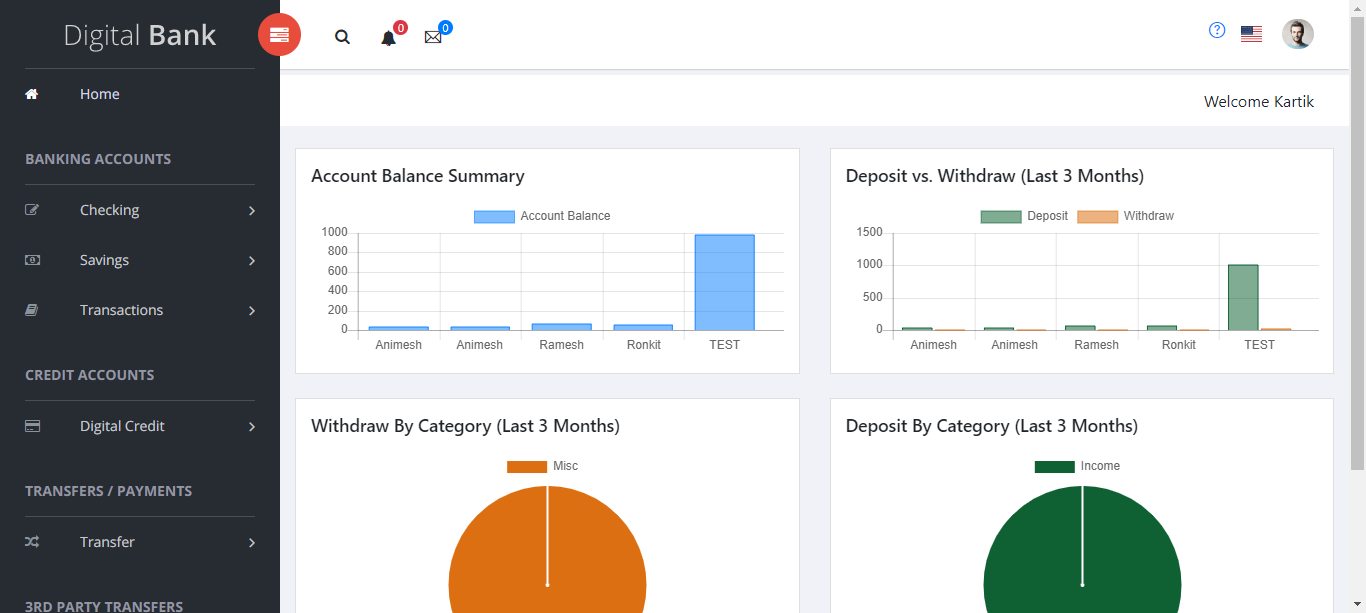 Digital Bank
0
0
Welcome Kartik
Home
BANKING ACCOUNTS
Checking
Savings
Transactions
CREDIT ACCOUNTS
Digital Credit
TRANSFERS / PAYMENTS
Transfer
3RD PARTY TRANSFERS
Account Balance Summary
Account Balance
1000
800
600
400
200
0
Animesh Animesh Ramesh Ronkit TEST
Deposit vs. Withdraw (Last 3 Months)
Deposit Withdraw
1500
1000
500
0
Animesh Animesh Ramesh Ronkit TEST
Withdraw By Category (Last 3 Months)
Misc
Deposit By Category (Last 3 Months)
Income